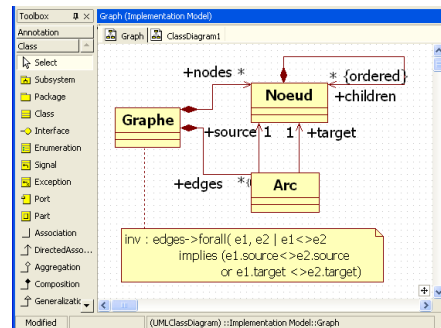 Toolbox
Graph (Implementation Model)
Annotation
Class
Select
Subsystem
Package
Class
Interface
Enumeration
Signal
Exception
Port
Part
Association
DirectedAsso...
Aggregation
Composition
Graph
ClassDiagram1
+nodes *
* {ordered}
Noeud
+children
Graphe
+source 1
1 +target
+edges
Arc
inv : edges->forall( e1, e2 | e1<>e2
implies (e1.source<>e2.source
or e1.target <>e2.target)
Modified
(UMLClassDiagram) ::Implementation Model::Graph